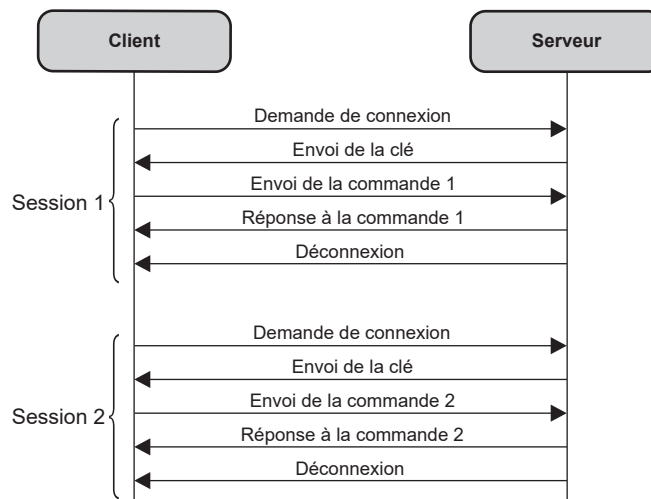 Client
Serveur
Demande de connexion
Envoi de la clé
Envoi de la commande 1
Session 1
Réponse à la commande 1
Déconnexion
Demande de connexion
Envoi de la clé
Envoi de la commande 2
Session 2
Réponse à la commande 2
Déconnexion